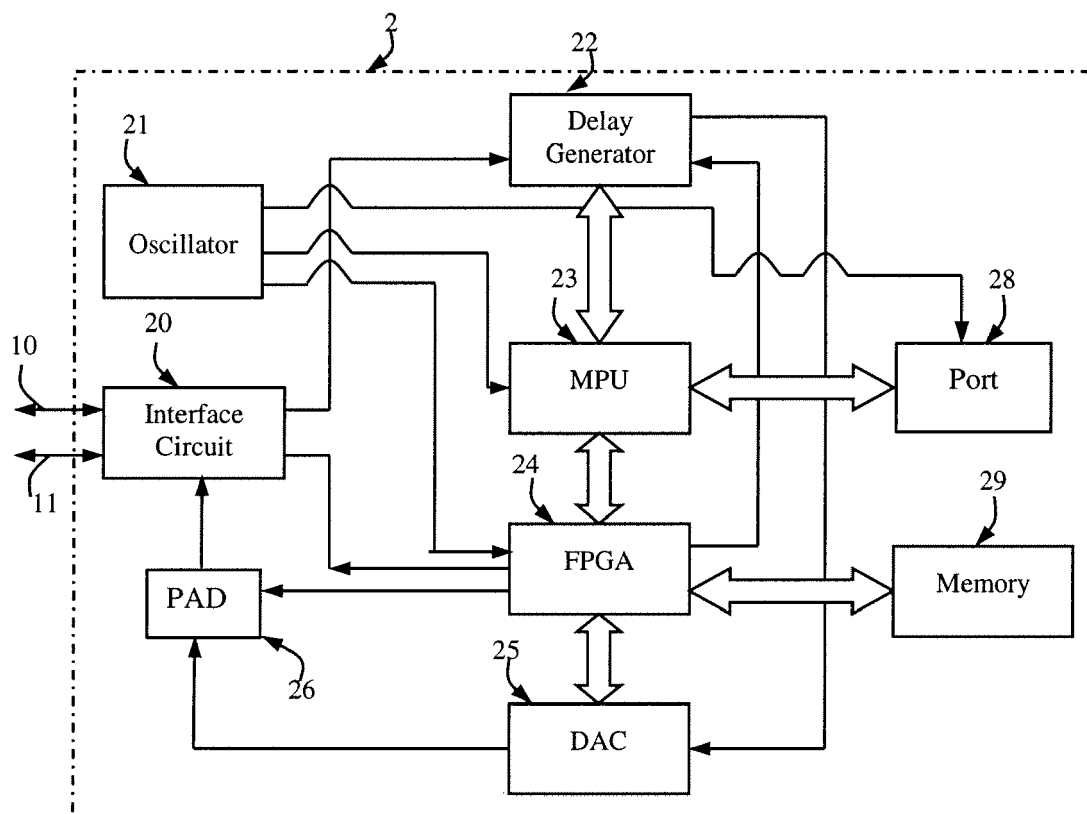 2
22
21
Delay
Generator
Oscillator
23
28
20
10
MPU
Port
Interface
Circuit
11
24
29
FPGA
Memory
PAD
25
26
DAC